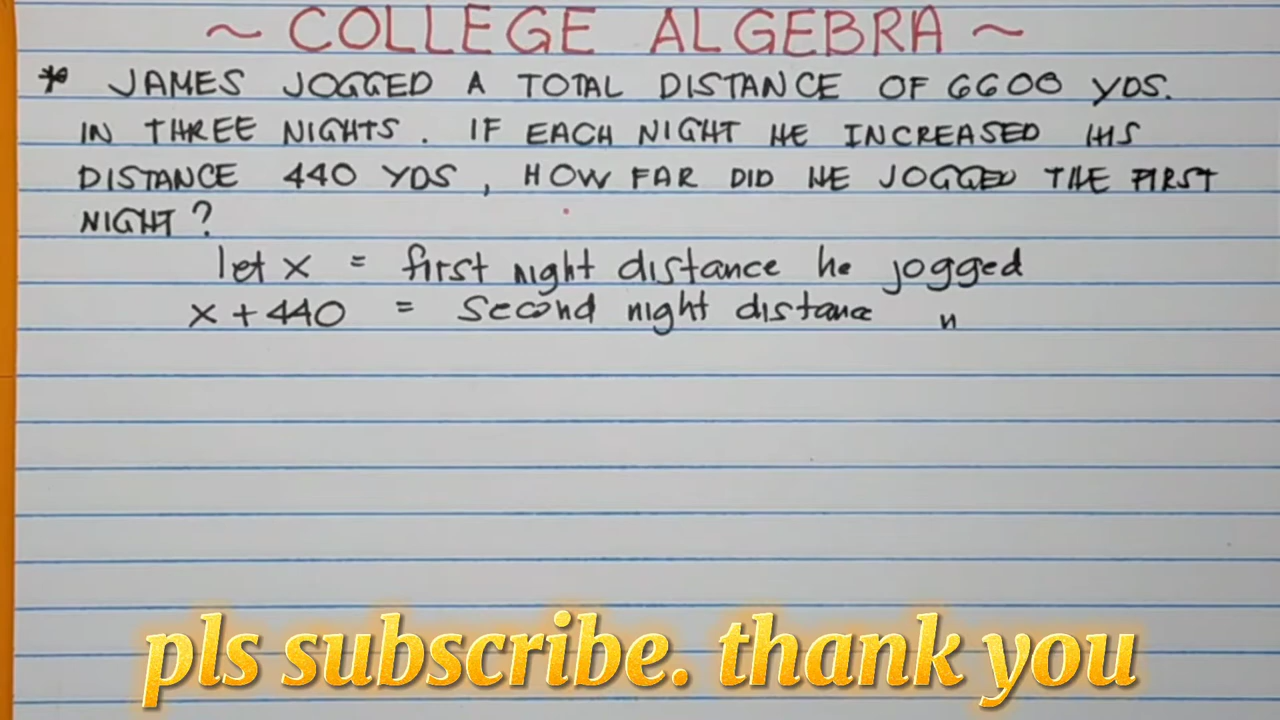 ~ COLLEGE ALGEBRA ~
* JAMES JOGGED A TOTAL DISTANCE OF 6600 YDS.
IN THREE NIGHTS. IF EACH NIGHT HE INCREASED HIS
DISTANCE 440 YDS, HOW FAR DID HE JOGGED THE FIRST
NIGHT?
let x = first night distance he jogged
x + 440 = second night distance "
pls subscribe. thank you